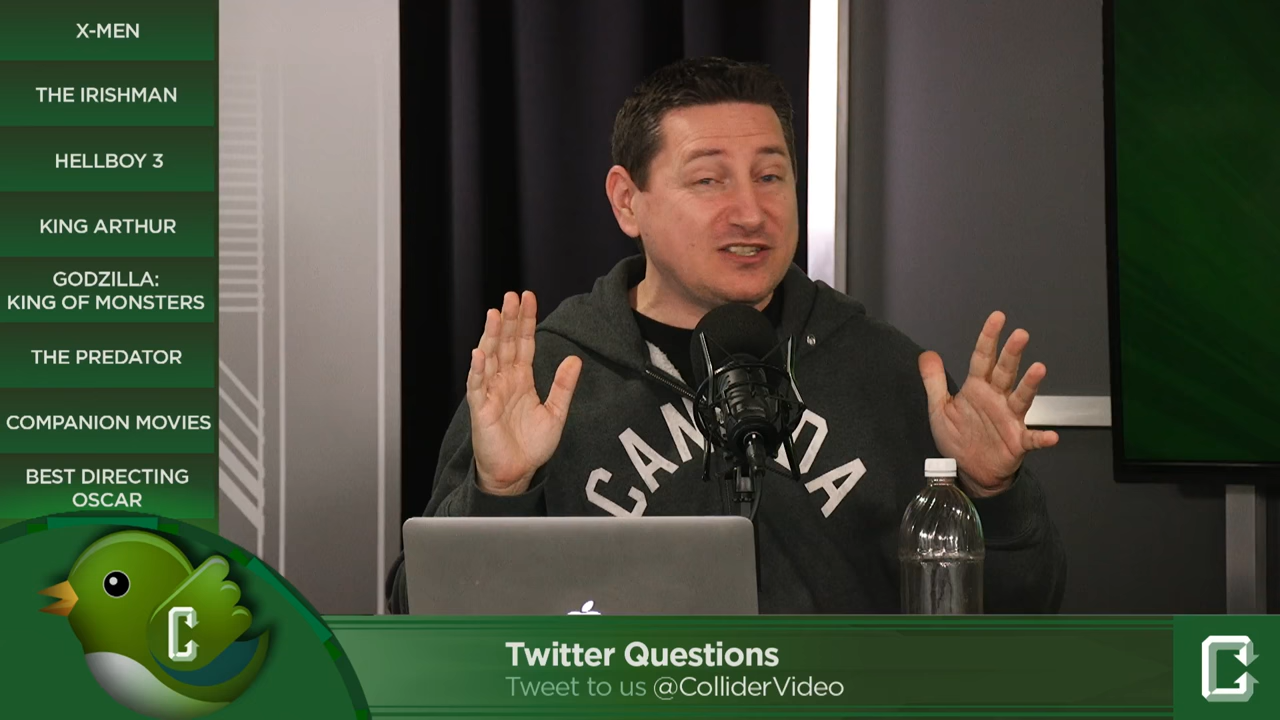 X-MEN
THE IRISHMAN
HELLBOY 3
KING ARTHUR
GODZILLA:
KING OF MONSTERS
THE PREDATOR
COMPANION MOVIES
BEST DIRECTING
OSCAR
CANADA
C
Twitter Questions
Tweet to us @ColliderVideo
C